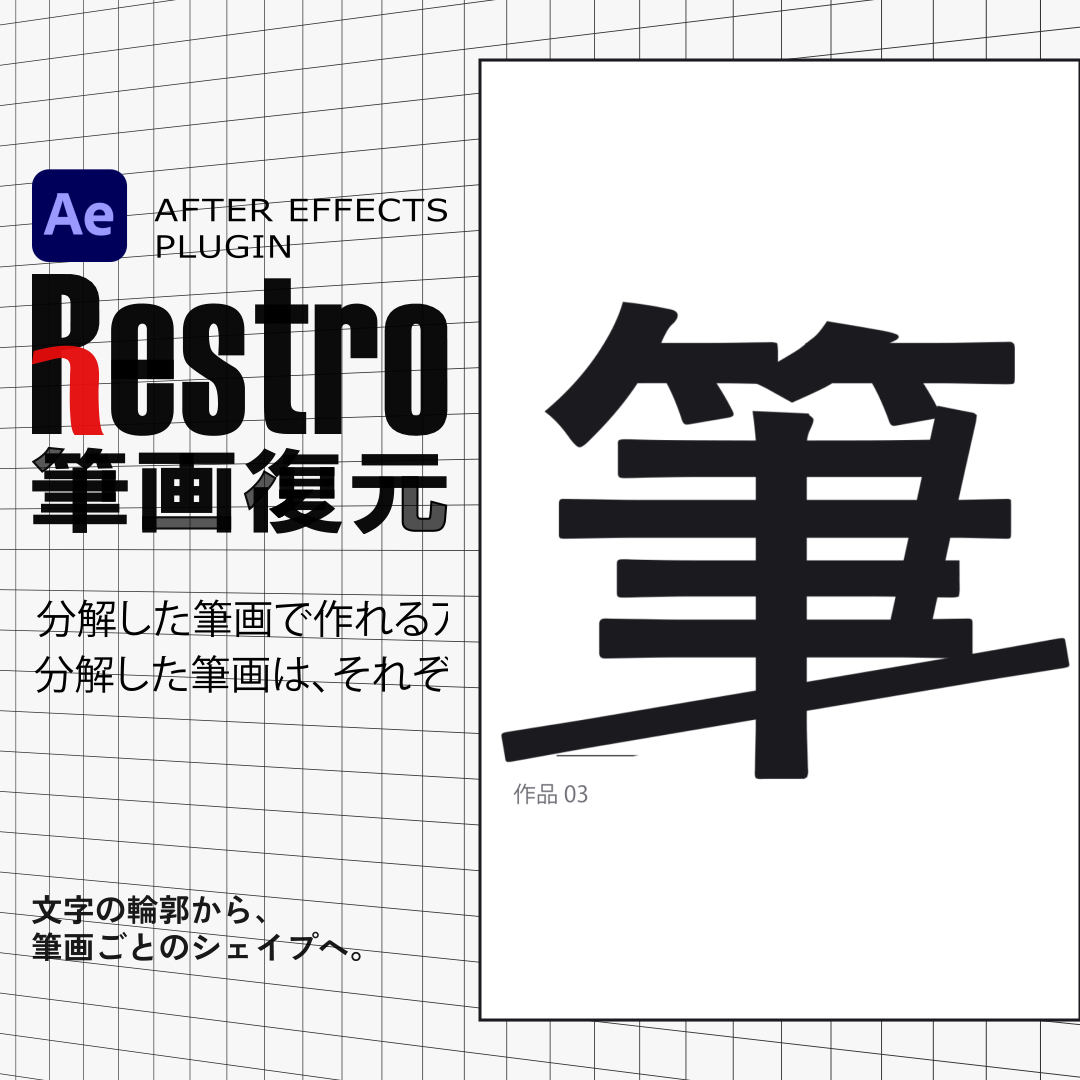 Ae
AFTER EFFECTS
PLUGIN
Restro
筆画復元
分解した筆画で作れる
分解した筆画は、それぞ
文字の輪郭から、
筆画ごとのシェイプへ。
筆
作品 03